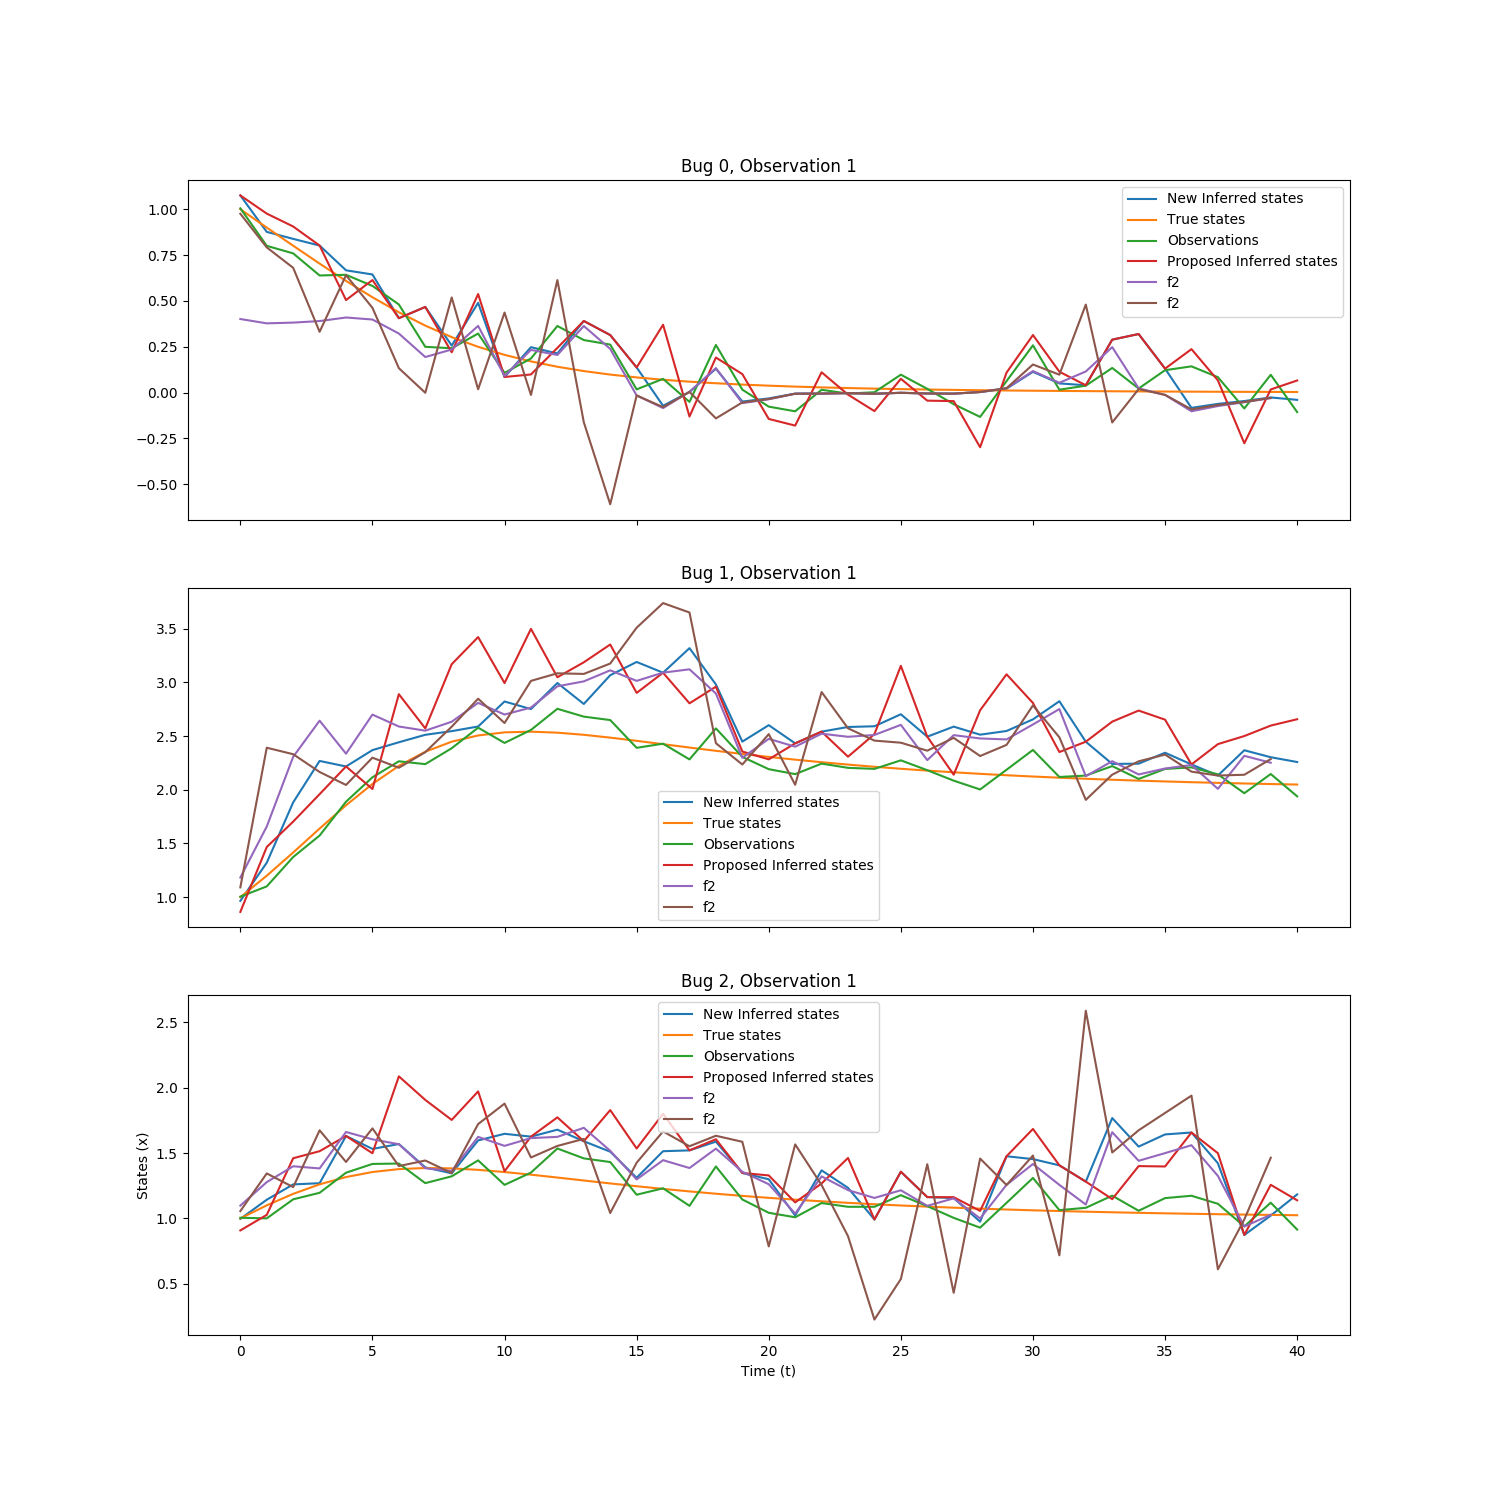 Bug 0, Observation 1
1.00
0.75
0.50
0.25
0.00
−0.25
−0.50
New Inferred states
True states
Observations
Proposed Inferred states
f2
f2
Bug 1, Observation 1
3.5
3.0
2.5
2.0
1.5
1.0
New Inferred states
True states
Observations
Proposed Inferred states
f2
f2
Bug 2, Observation 1
2.5
2.0
1.5
1.0
0.5
States (x)
New Inferred states
True states
Observations
Proposed Inferred states
f2
f2
0 5 10 15 20 25 30 35 40
Time (t)